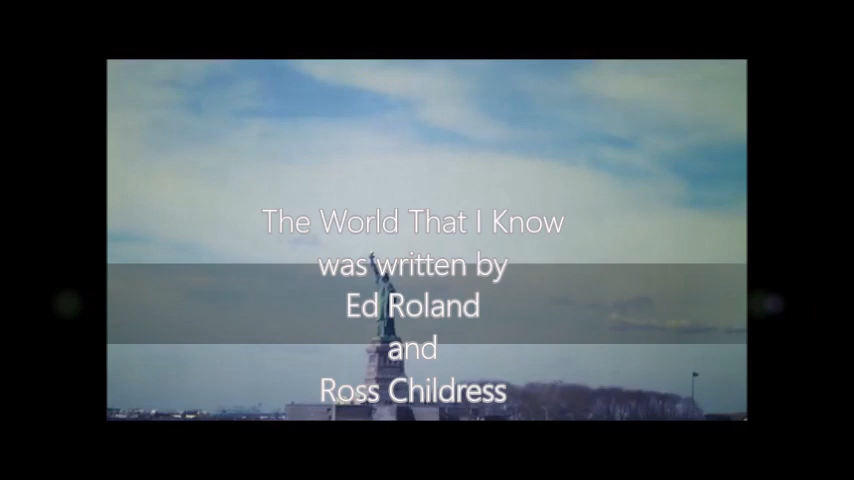 The World That I Know
was written by
Ed Roland
and
Ross Childress